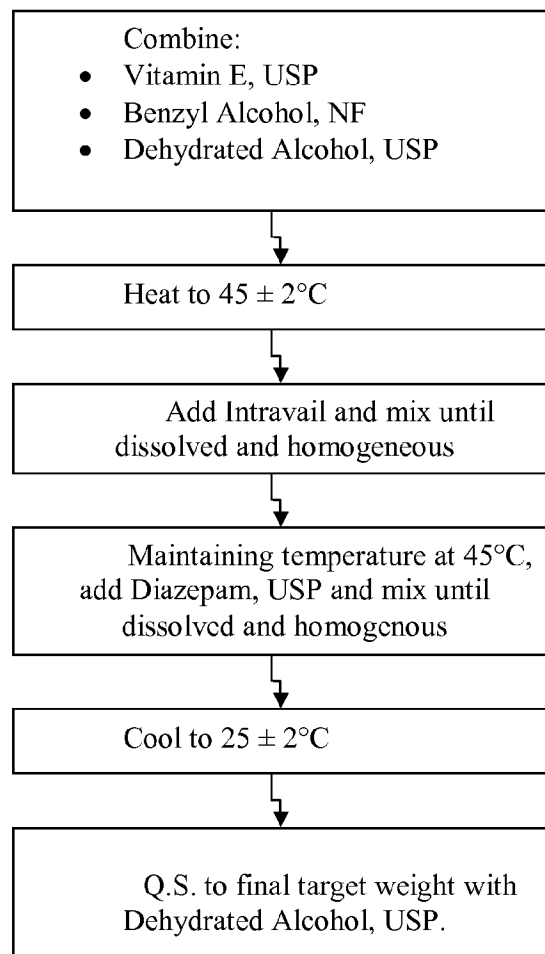 Combine:
• Vitamin E, USP
• Benzyl Alcohol, NF
• Dehydrated Alcohol, USP
Heat to 45 ± 2°C
Add Intravail and mix until
dissolved and homogeneous
Maintaining temperature at 45°C,
add Diazepam, USP and mix until
dissolved and homogenous
Cool to 25 ± 2°C
Q.S. to final target weight with
Dehydrated Alcohol, USP.